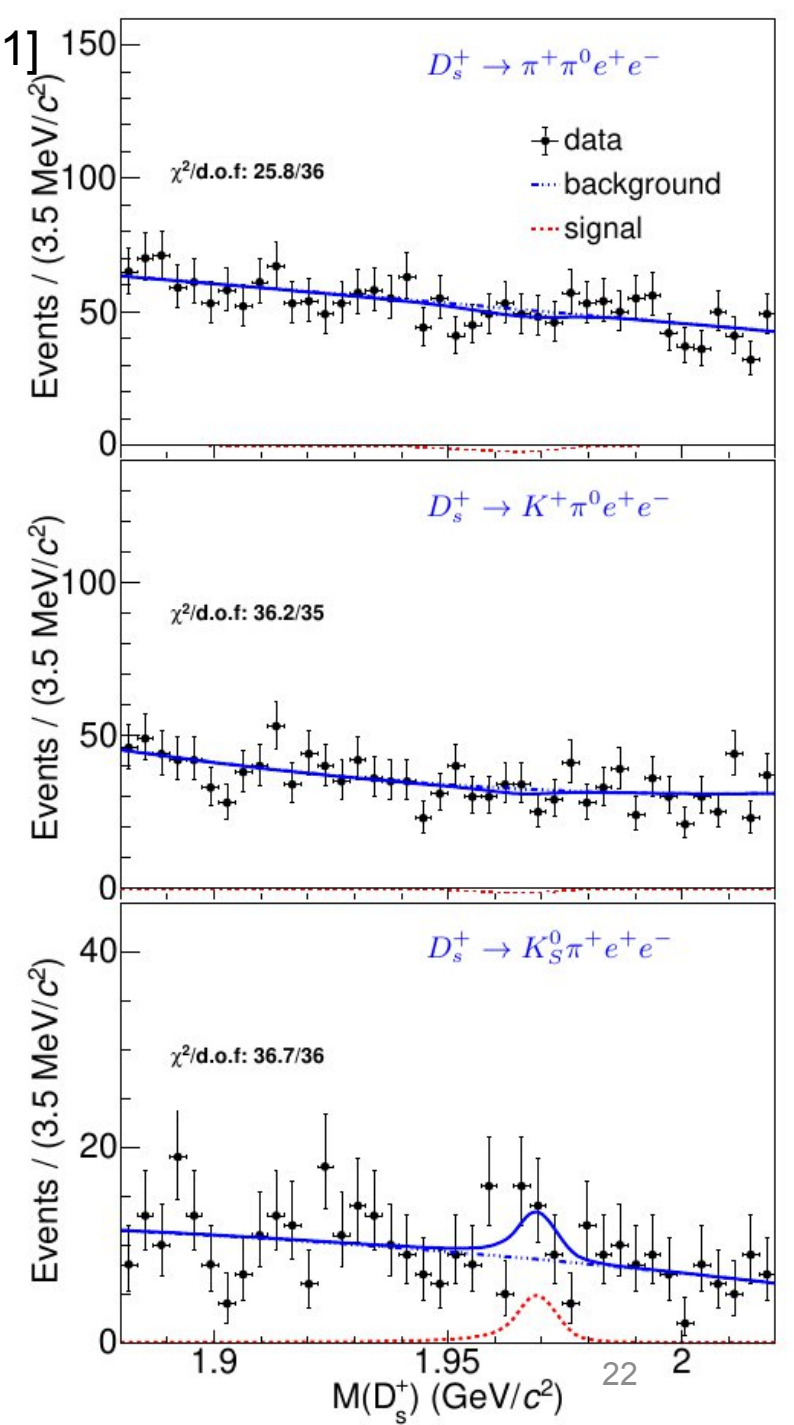 1]
150
100
50
0
Events / (3.5 MeV/c²)
D_s^+ → π^+π^0e^+e^-
χ²/d.o.f: 25.8/36
data
background
signal
100
50
0
Events / (3.5 MeV/c²)
D_s^+ → K^+π^0e^+e^-
χ²/d.o.f: 36.2/35
40
20
0
Events / (3.5 MeV/c²)
D_s^+ → K_S^0π^+e^+e^-
χ²/d.o.f: 36.7/36
1.9 1.95 2
M(D_s^+) (GeV/c²)
22